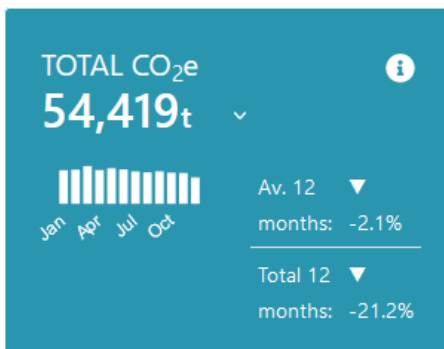 TOTAL CO₂e
54,419t
Jan Apr Jul Oct
Av. 12
months: -2.1%
Total 12
months: -21.2%